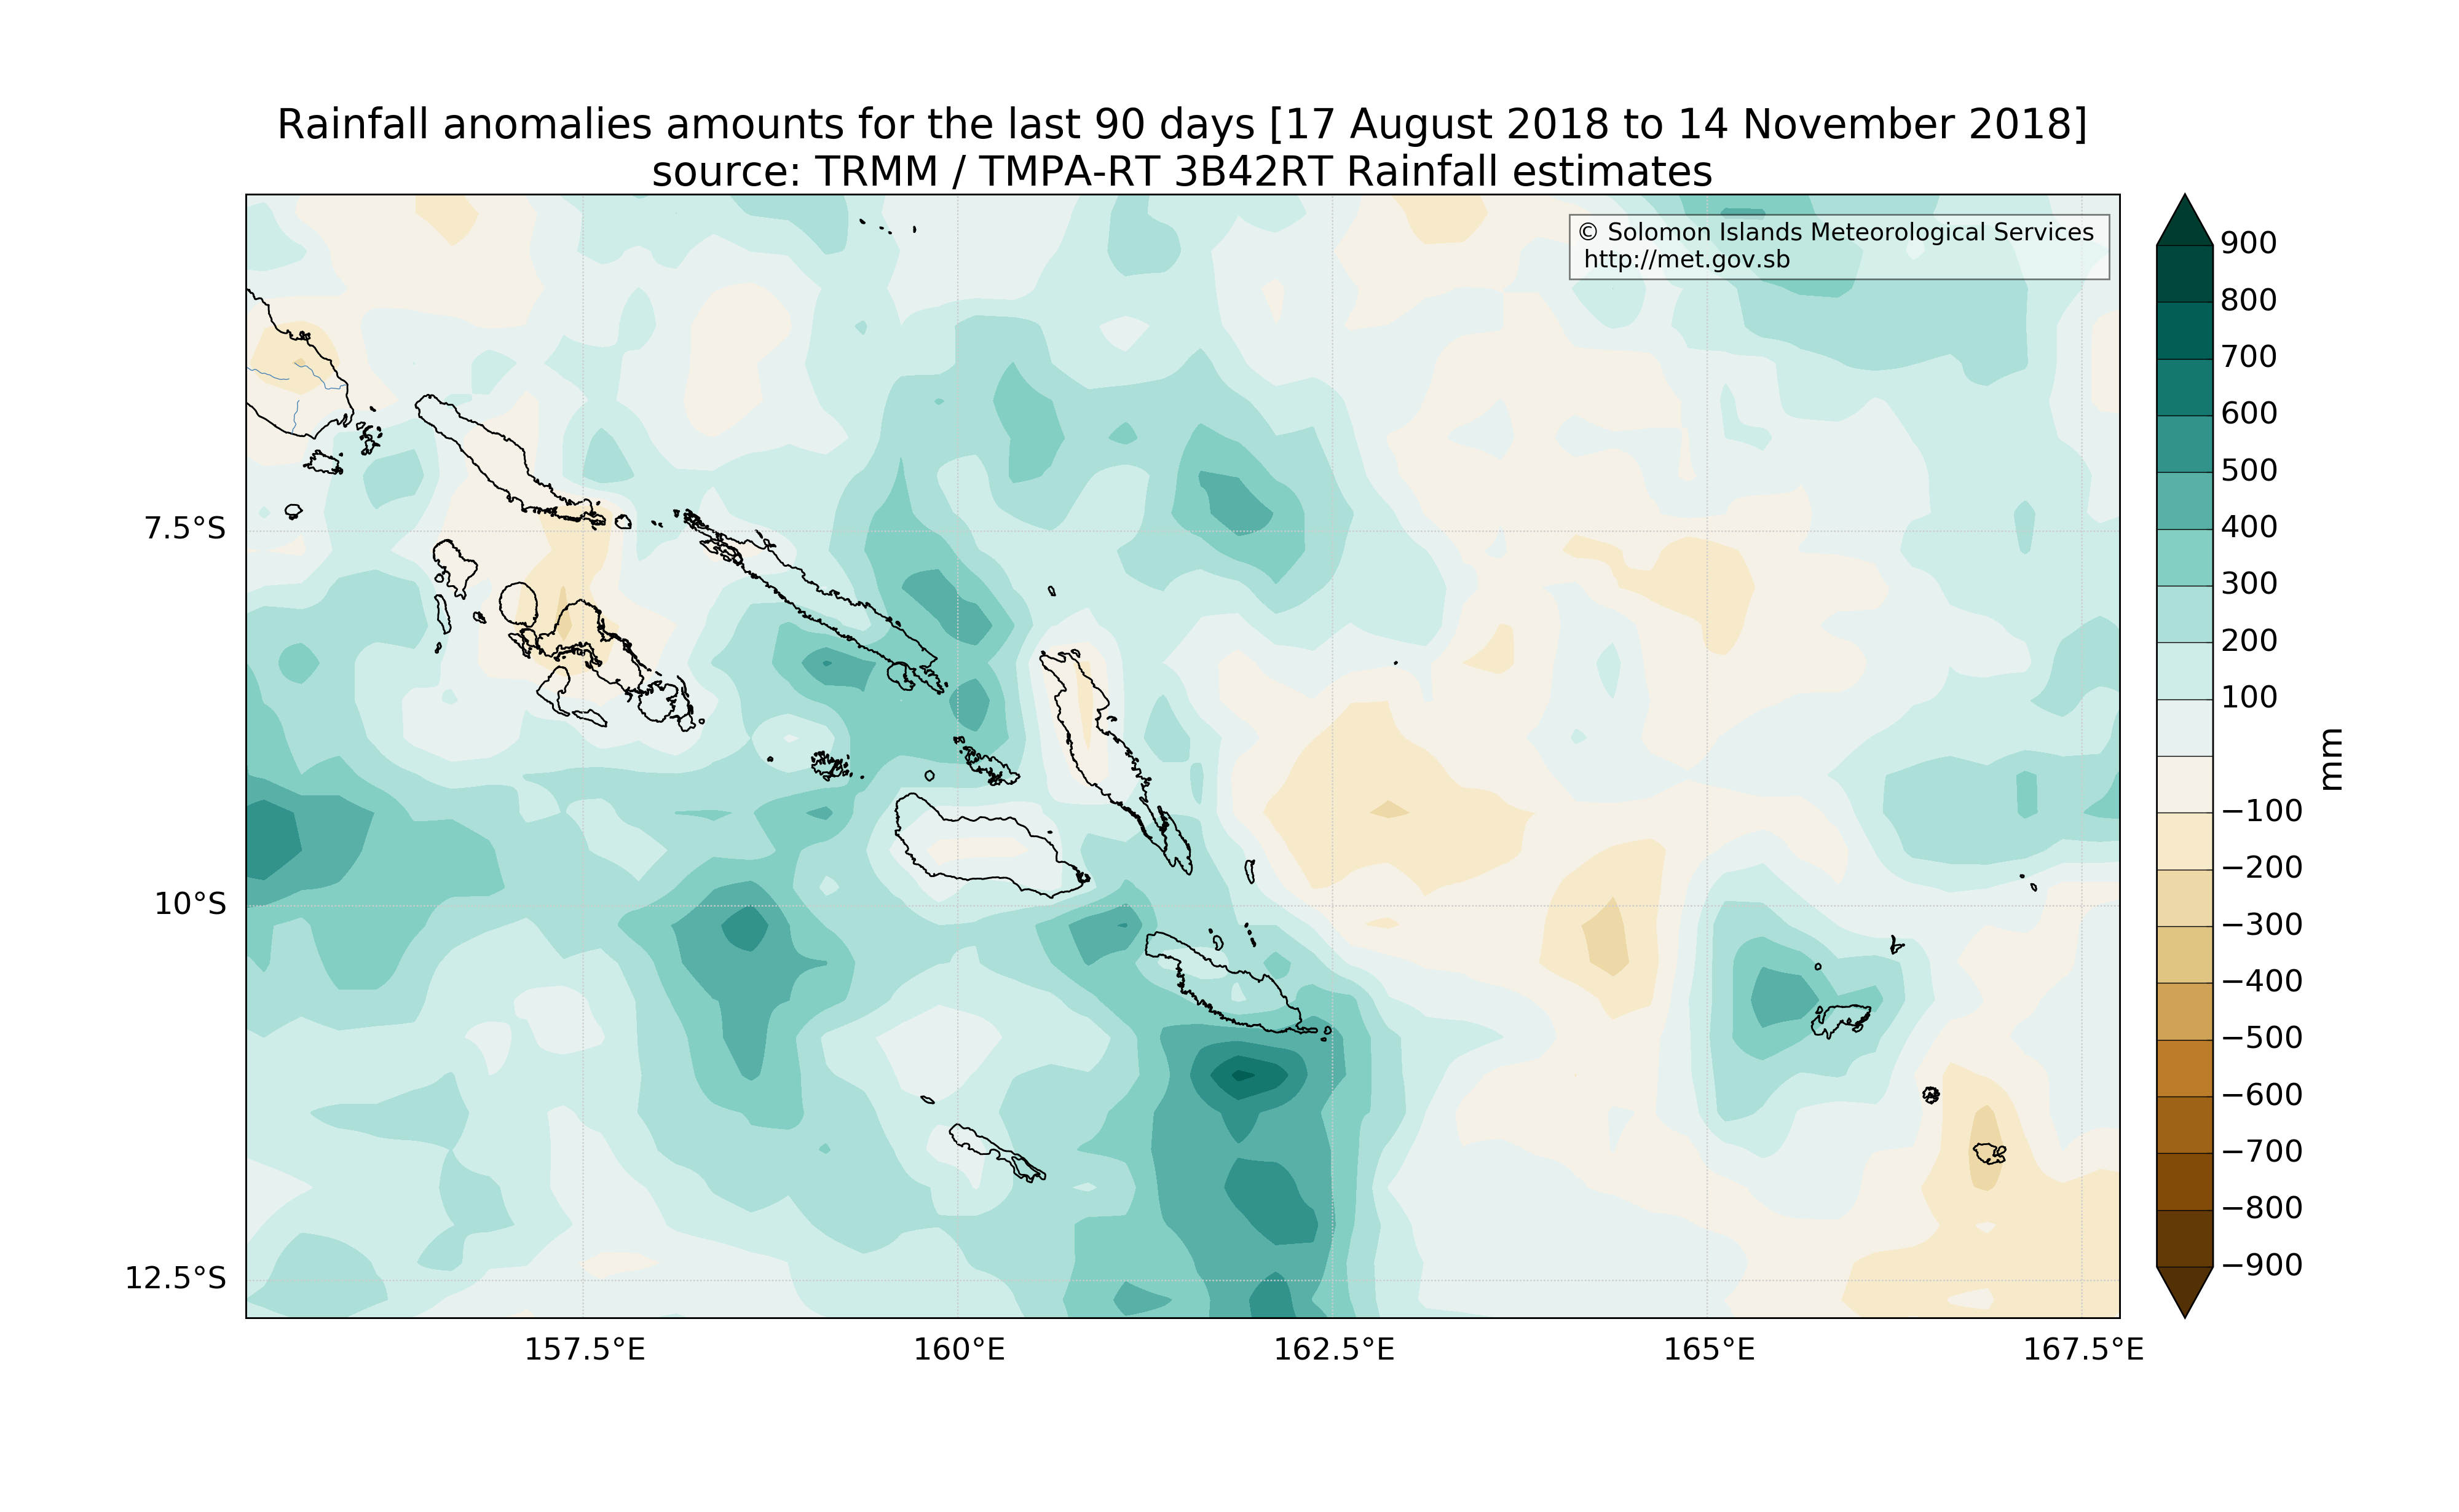 Rainfall anomalies amounts for the last 90 days [17 August 2018 to 14 November 2018]
source: TRMM / TMPA-RT 3B42RT Rainfall estimates
© Solomon Islands Meteorological Services
http://met.gov.sb
7.5°S
10°S
12.5°S
157.5°E
160°E
162.5°E
165°E
167.5°E
900
800
700
600
500
400
300
200
100
−100
−200
−300
−400
−500
−600
−700
−800
−900
mm